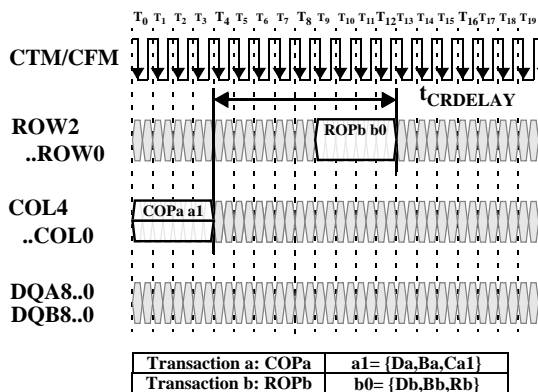 T0 T1 T2 T3 T4 T5 T6 T7 T8 T9 T10 T11 T12 T13 T14 T15 T16 T17 T18 T19
CTM/CFM
tCRDELAY
ROW2
..ROW0
ROPb b0
COL4
..COL0
COPa a1
DQA8..0
DQB8..0
Transaction a: COPa a1= {Da,Ba,Ca1}
Transaction b: ROPb b0= {Db,Bb,Rb}